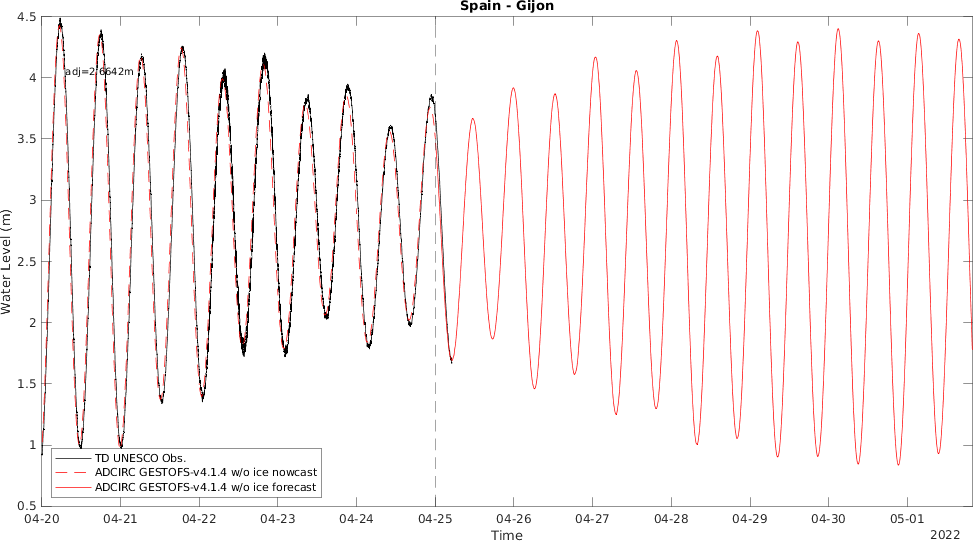 Spain - Gijon
4.5
4
3.5
3
2.5
2
1.5
1
0.5
Water Level (m)
adj=2.6642m
TD UNESCO Obs.
ADCIRC GESTOFS-v4.1.4 w/o ice nowcast
ADCIRC GESTOFS-v4.1.4 w/o ice forecast
04-20 04-21 04-22 04-23 04-24 04-25 04-26 04-27 04-28 04-29 04-30 05-01
Time
2022